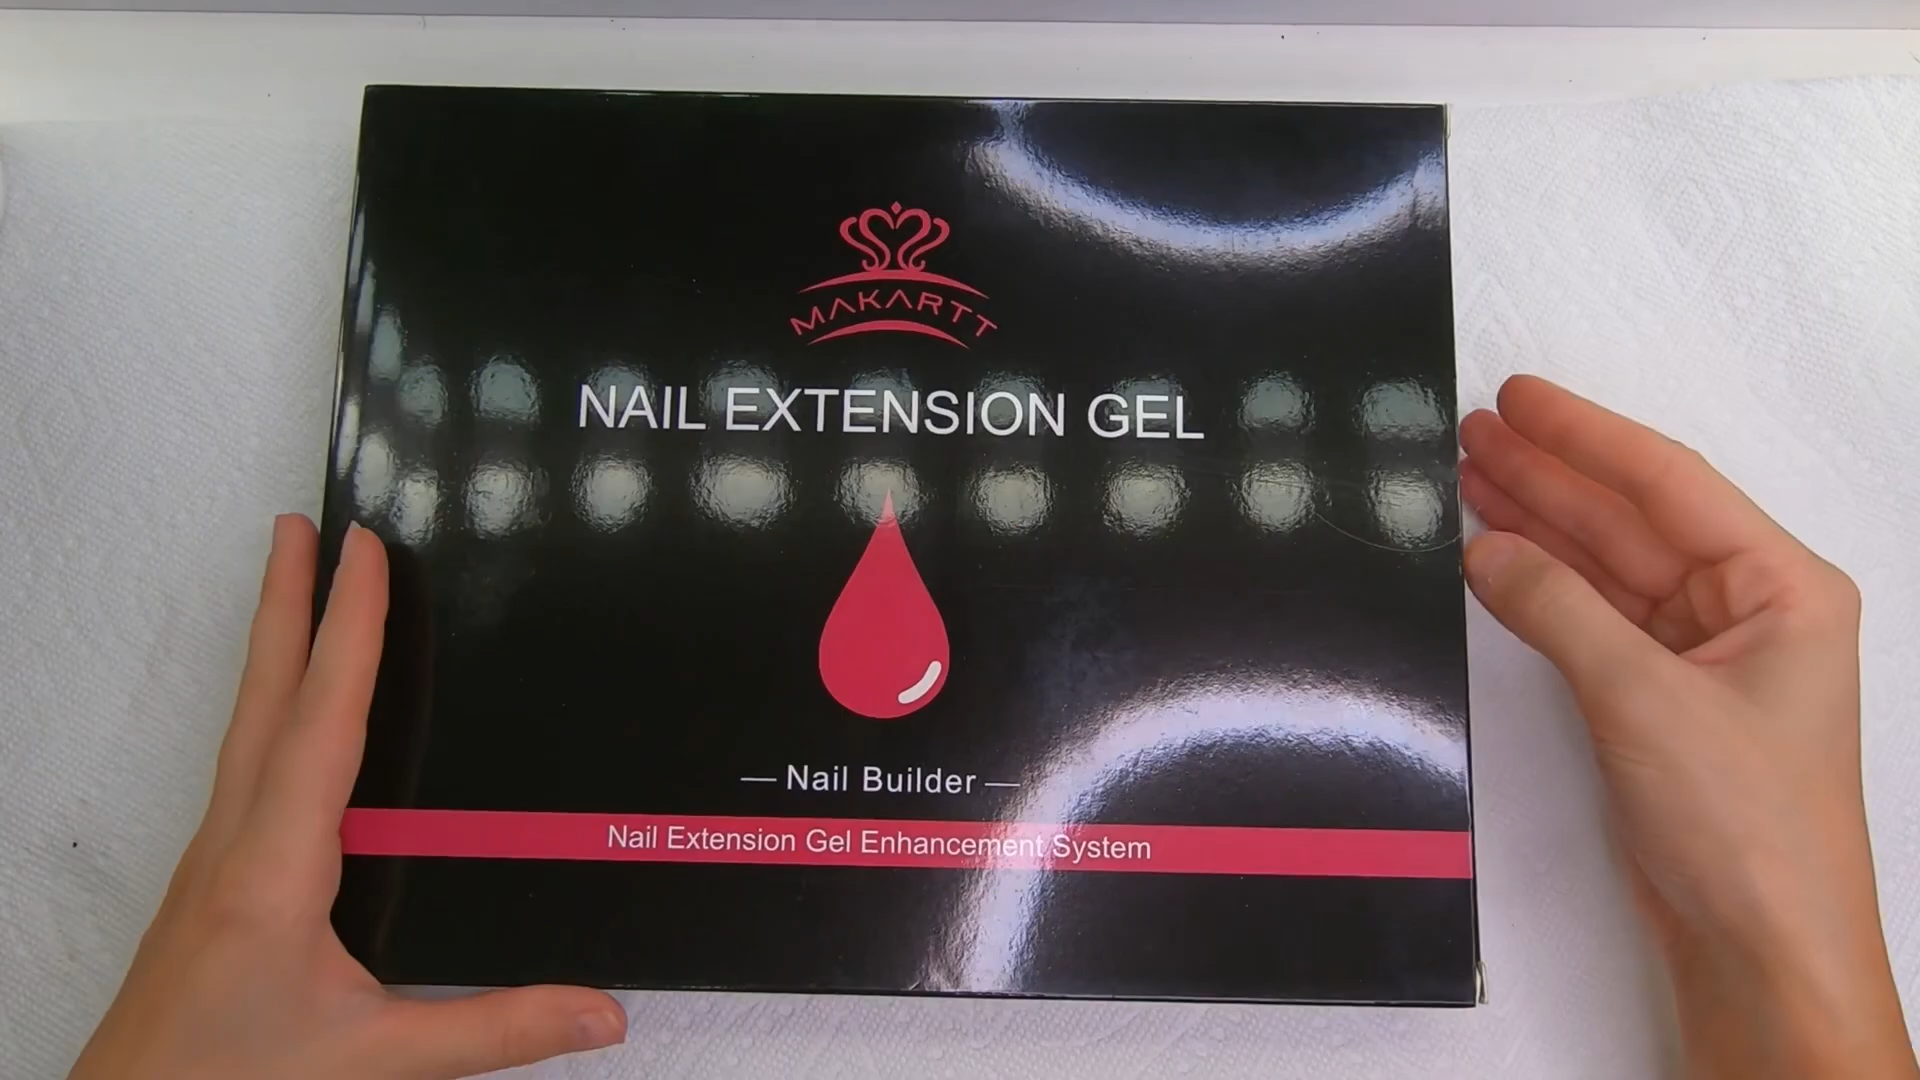 MAKARTT
NAIL EXTENSION GEL
— Nail Builder —
Nail Extension Gel Enhancement System